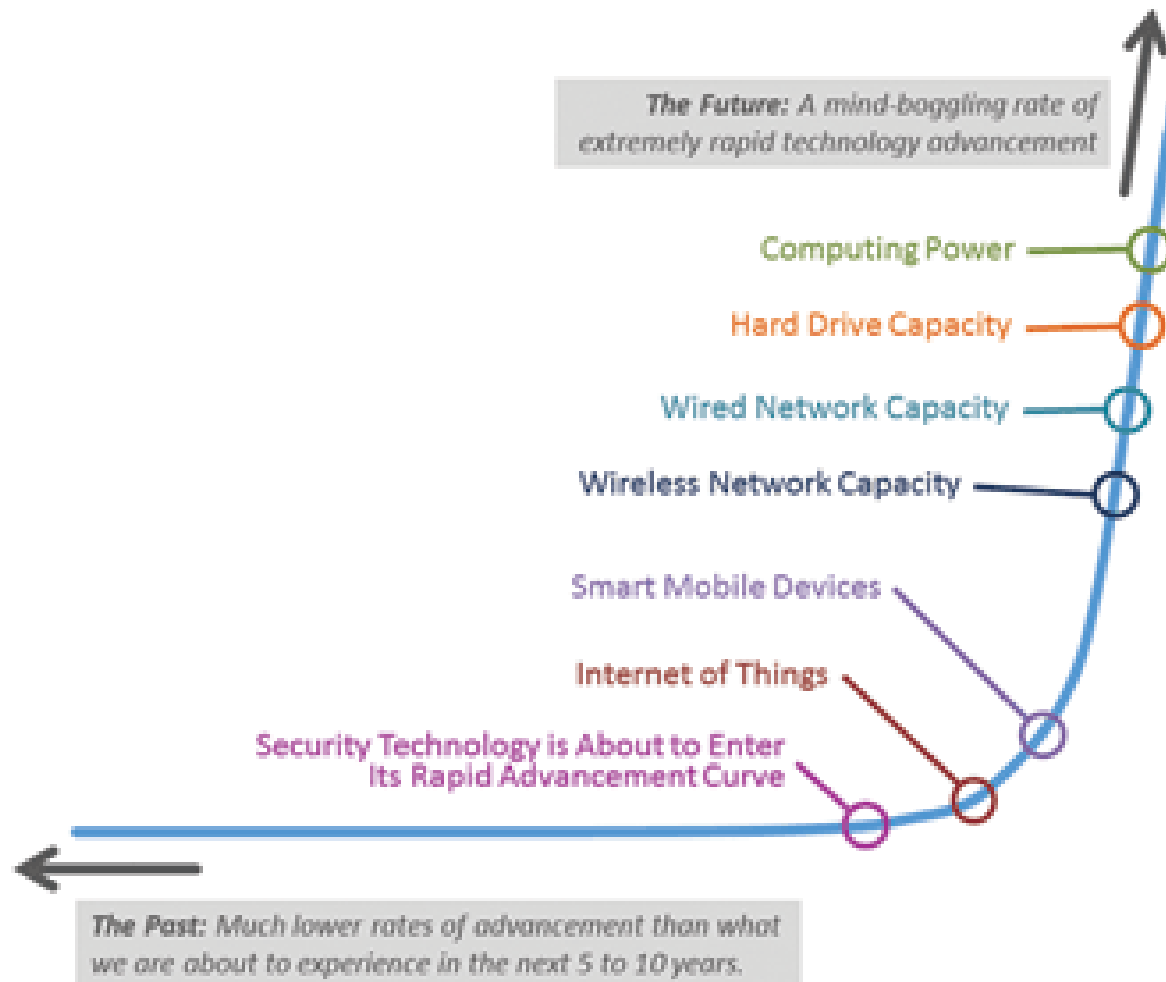 The Future: A mind-boggling rate of
extremely rapid technology advancement
Computing Power
Hard Drive Capacity
Wired Network Capacity
Wireless Network Capacity
Smart Mobile Devices
Internet of Things
Security Technology is About to Enter
Its Rapid Advancement Curve
The Past: Much lower rates of advancement than what
we are about to experience in the next 5 to 10 years.